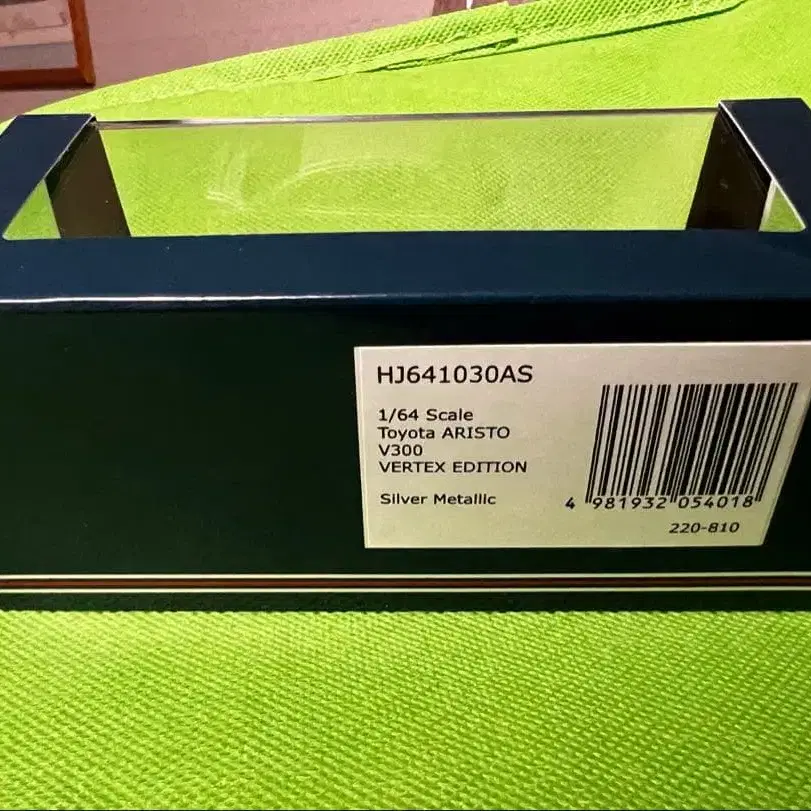 HJ641030AS
1/64 Scale
Toyota ARISTO
V300
VERTEX EDITION
Silver Metallic
4 981932 054018
220-810